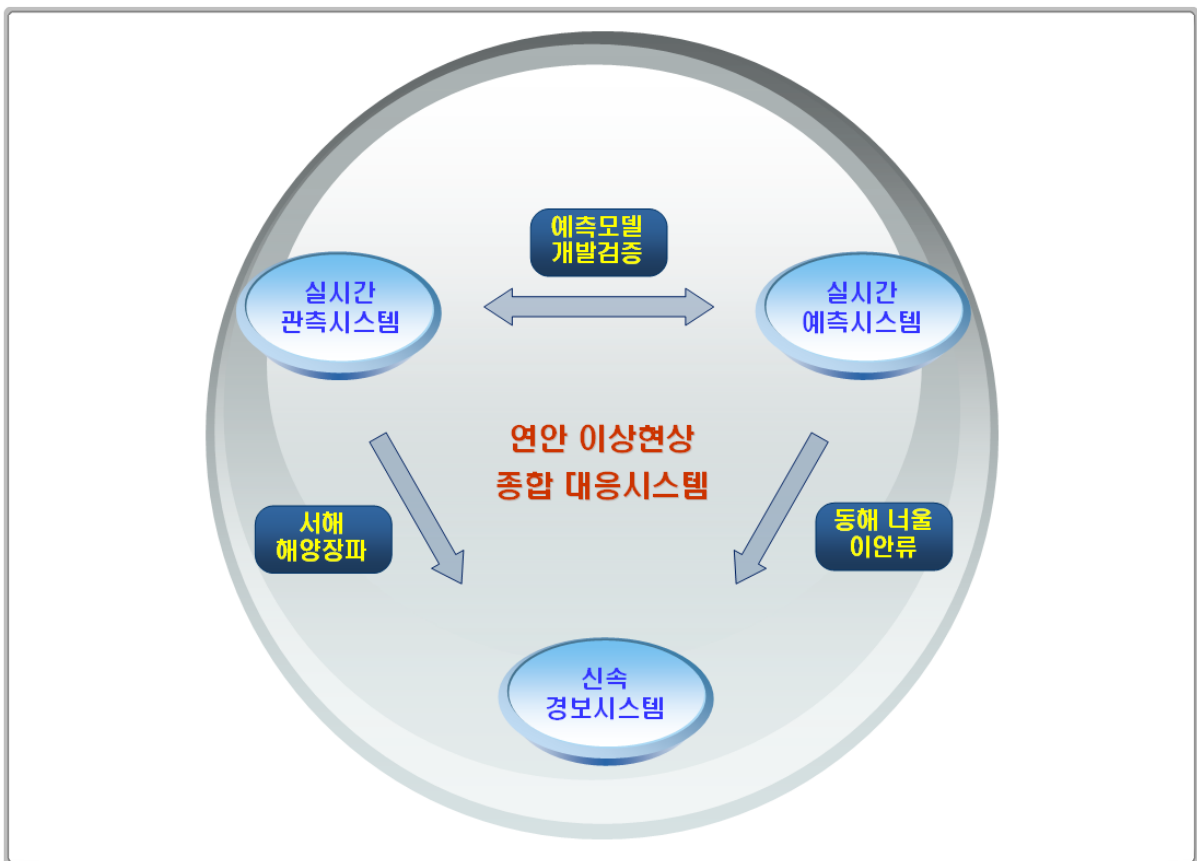 예측모델
개발검증
실시간
관측시스템
실시간
예측시스템
연안 이상현상
종합 대응시스템
서해
해양장파
동해 너울
이안류
신속
경보시스템